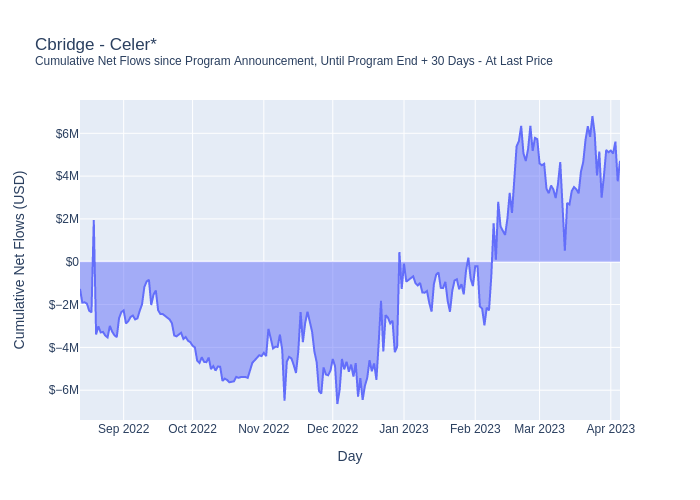 Cbridge - Celer*
Cumulative Net Flows since Program Announcement, Until Program End + 30 Days - At Last Price
Cumulative Net Flows (USD)
$6M
$4M
$2M
$0
$−2M
$−4M
$−6M
Sep 2022
Oct 2022
Nov 2022
Dec 2022
Jan 2023
Feb 2023
Mar 2023
Apr 2023
Day